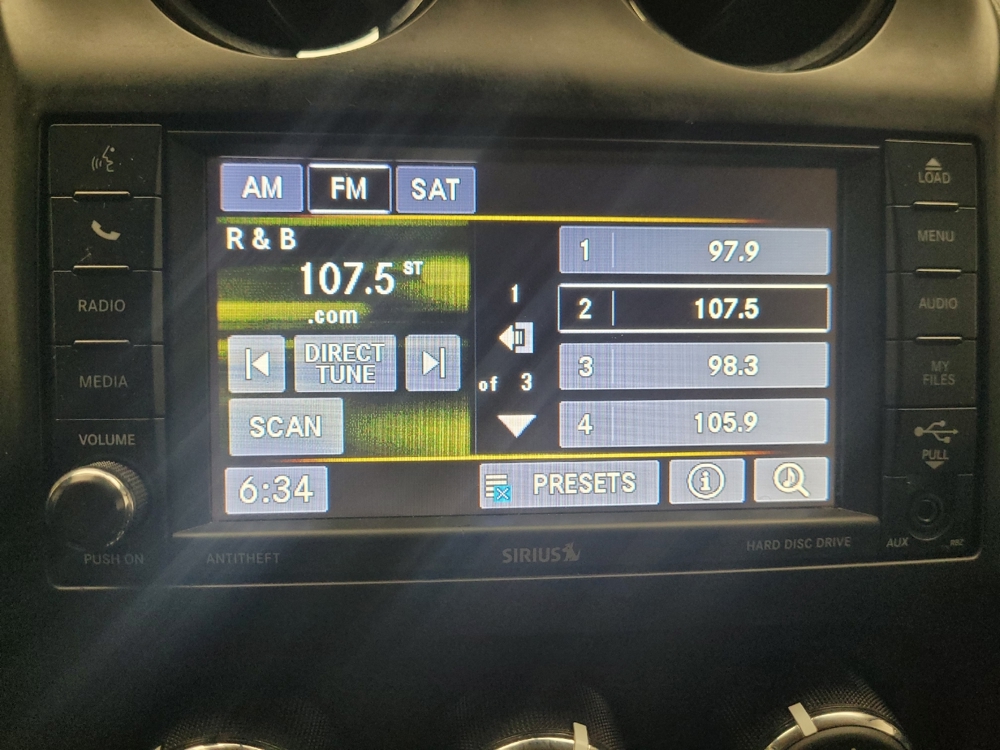 LOAD
MENU
RADIO
AUDIO
MEDIA
MY
FILES
VOLUME
PULL
PUSH ON
AUX
AM FM SAT
R & B
107.5 ST
.com
DIRECT
TUNE
SCAN
1
of 3
1 97.9
2 107.5
3 98.3
4 105.9
6:34
PRESETS
ANTITHEFT
SIRIUS
HARD DISC DRIVE